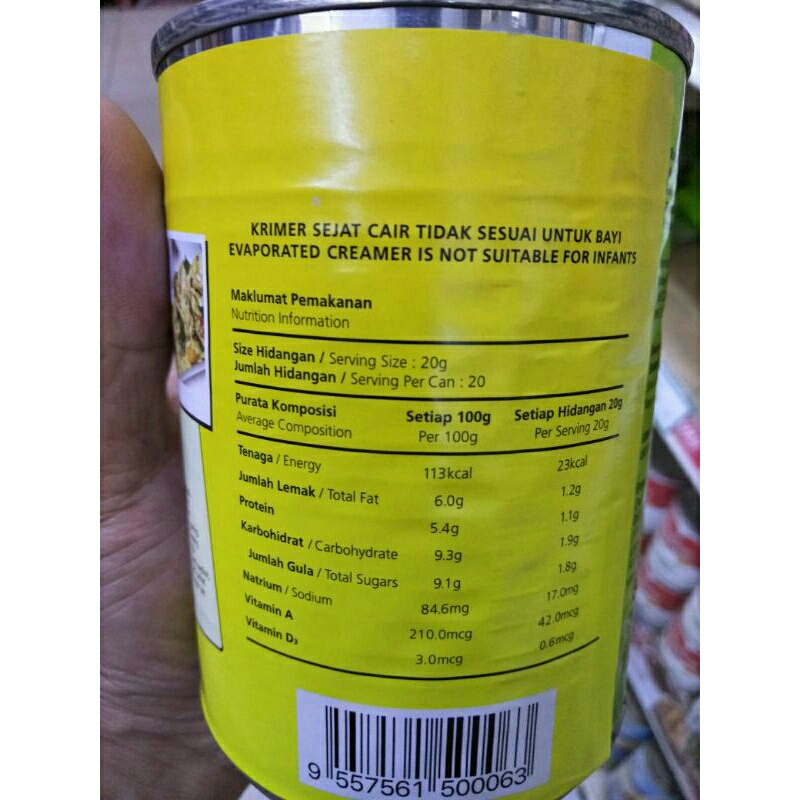 KRIMER SEJAT CAIR TIDAK SESUAI UNTUK BAYI
EVAPORATED CREAMER IS NOT SUITABLE FOR INFANTS
Maklumat Pemakanan
Nutrition Information
Size Hidangan / Serving Size : 20g
Jumlah Hidangan / Serving Per Can : 20
Purata Komposisi Setiap 100g Setiap Hidangan 20g
Average Composition Per 100g Per Serving 20g
Tenaga / Energy 113kcal 23kcal
Jumlah Lemak / Total Fat 6.0g 1.2g
Protein 5.4g 1.1g
Karbohidrat / Carbohydrate 9.3g 1.9g
Jumlah Gula / Total Sugars 9.1g 1.8g
Natrium / Sodium 84.6mg 17.0mg
Vitamin A 210.0mcg 42.0mcg
Vitamin D₃ 3.0mcg 0.6mcg
9 557561 500063